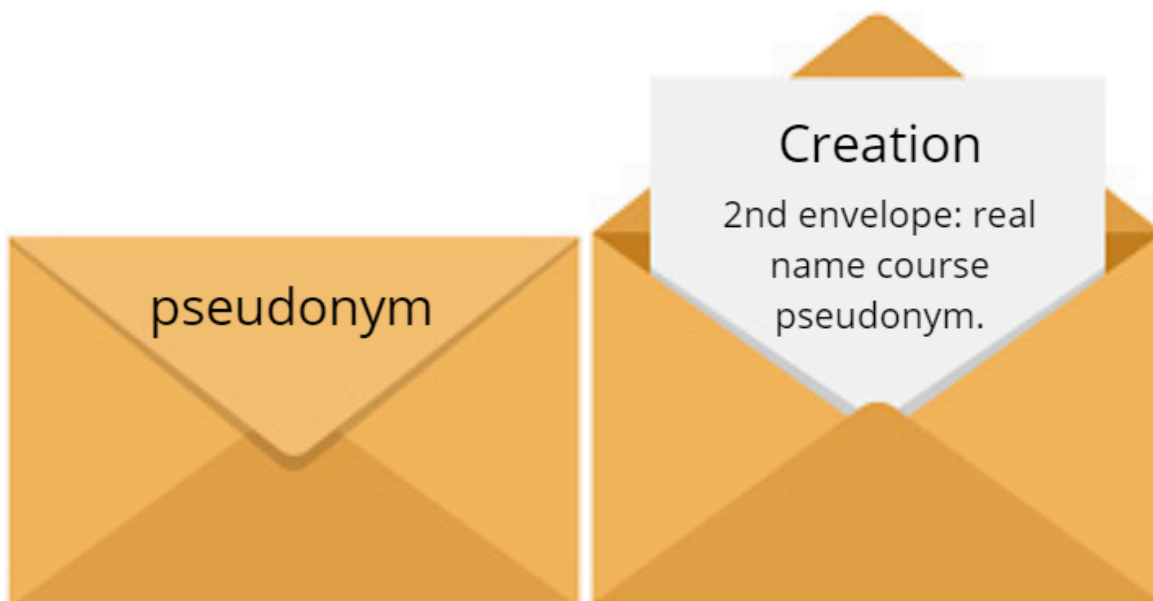 pseudonym
Creation
2nd envelope: real
name course
pseudonym.